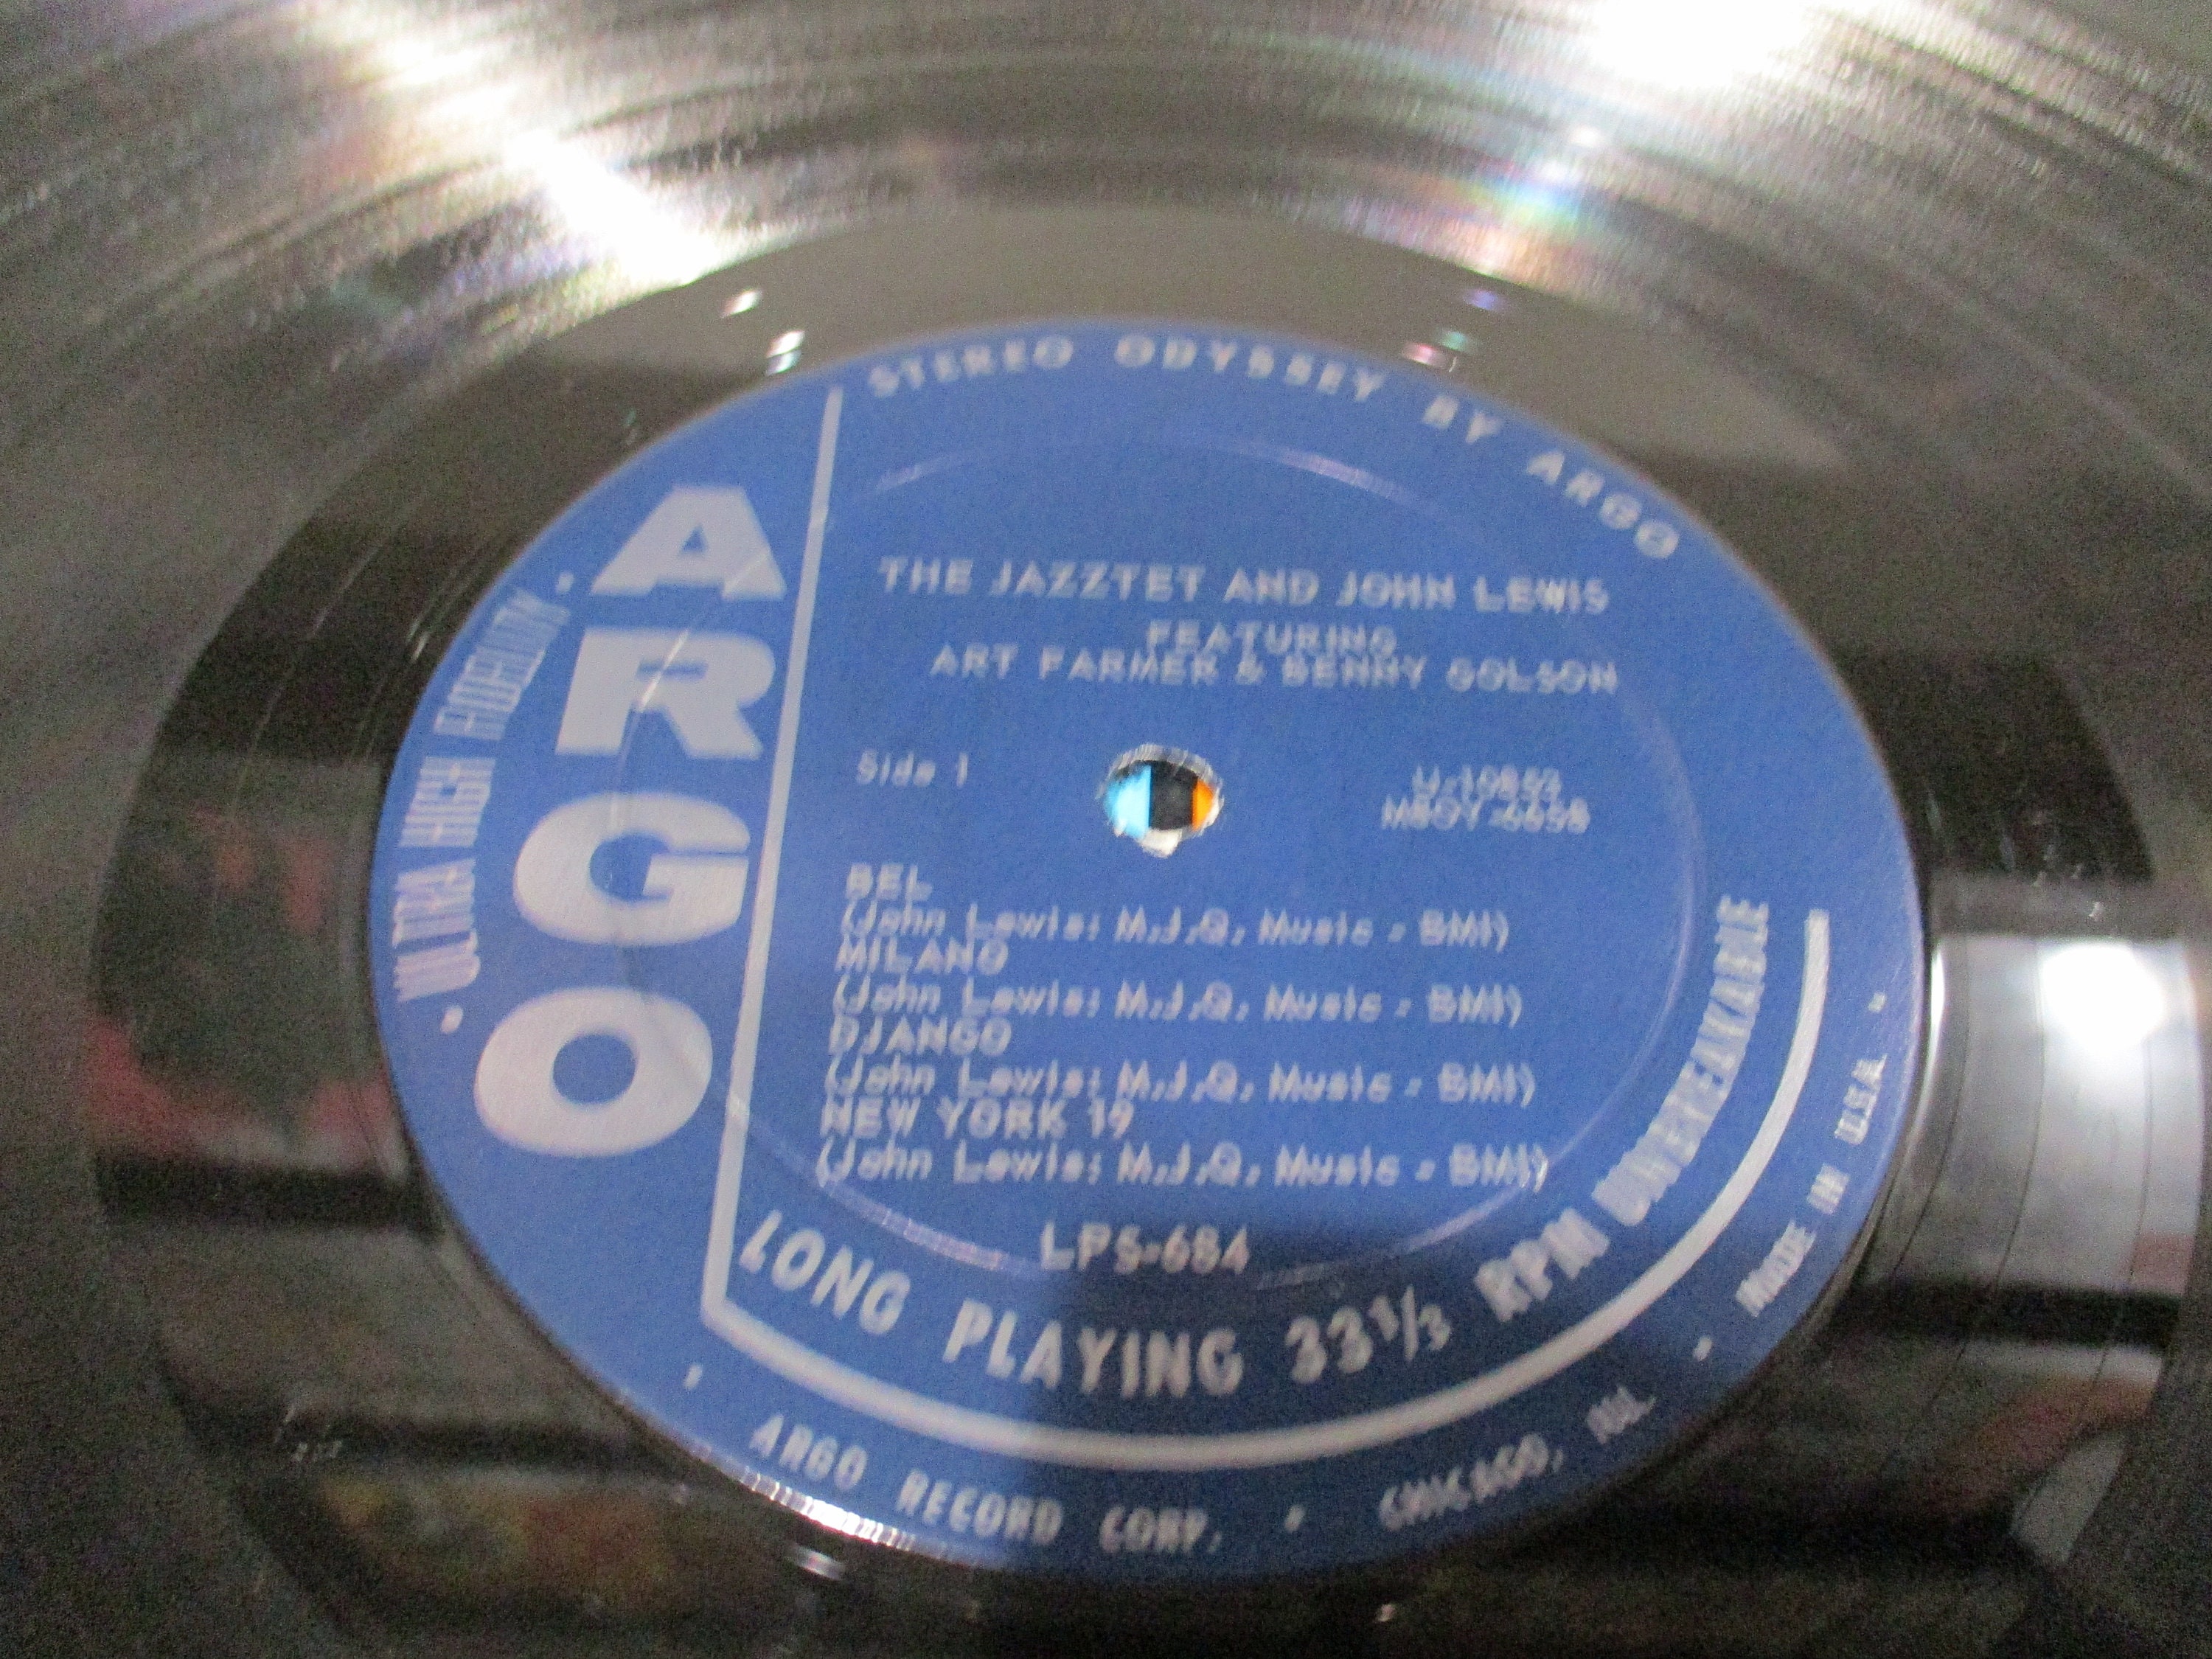 STEREO ODYSSEY BY ARGO
ARGO
· ULTRA HIGH FIDELITY ·
THE JAZZTET AND JOHN LEWIS
FEATURING
ART FARMER & BENNY GOLSON
Side 1
BEL
(John Lewis: M.J.Q. Music - BMI)
MILANO
(John Lewis: M.J.Q. Music - BMI)
DJANGO
(John Lewis: M.J.Q. Music - BMI)
NEW YORK 19
(John Lewis: M.J.Q. Music - BMI)
LPS-684
LONG PLAYING 33⅓ RPM UNBREAKABLE
· ARGO RECORD CORP. · CHICAGO, ILL. · MADE IN U.S.A. ·